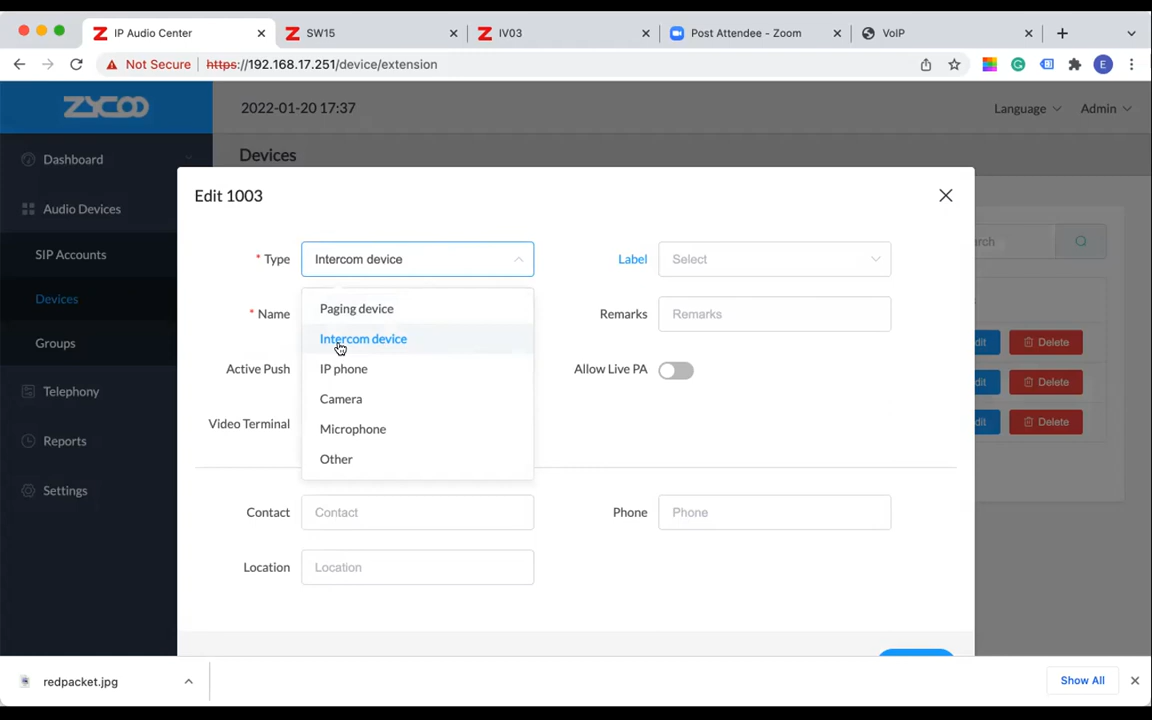 IP Audio Center
SW15
IV03
Post Attendee - Zoom
VoIP
Not Secure https://192.168.17.251/device/extension
E
ZYCOO
2022-01-20 17:37
Language
Admin
Dashboard
Devices
Audio Devices
SIP Accounts
Devices
Groups
Telephony
Reports
Settings
Edit 1003
* Type
Intercom device
Label
Select
Paging device
Intercom device
IP phone
Camera
Microphone
Other
* Name
Remarks
Remarks
Active Push
Allow Live PA
Video Terminal
Contact
Contact
Phone
Phone
Location
Location
arch
dit
Delete
dit
Delete
dit
Delete
redpacket.jpg
Show All